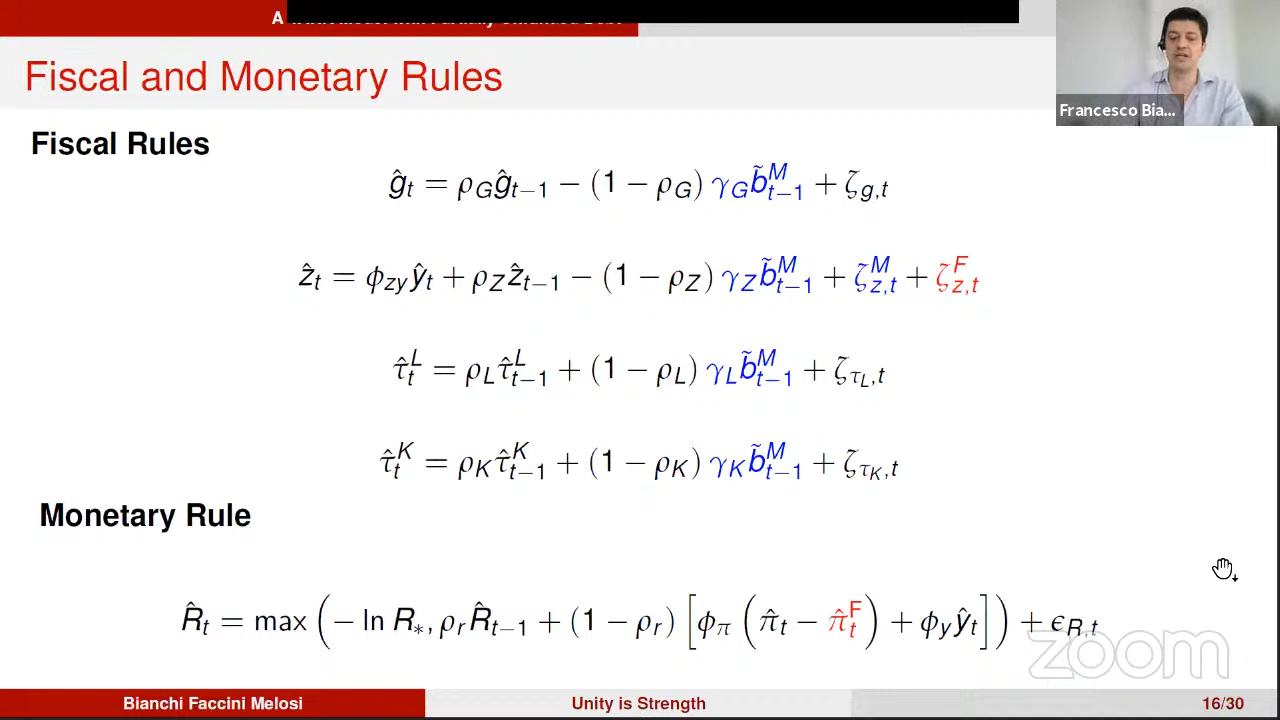 A
Fiscal and Monetary Rules
Francesco Bia...
Fiscal Rules
ĝ_t = ρ_G ĝ_{t−1} − (1 − ρ_G) γ_G b̃^M_{t−1} + ζ_{g,t}
ẑ_t = ϕ_{zy} ŷ_t + ρ_Z ẑ_{t−1} − (1 − ρ_Z) γ_Z b̃^M_{t−1} + ζ^M_{z,t} + ζ^F_{z,t}
τ̂^L_t = ρ_L τ̂^L_{t−1} + (1 − ρ_L) γ_L b̃^M_{t−1} + ζ_{τ_L,t}
τ̂^K_t = ρ_K τ̂^K_{t−1} + (1 − ρ_K) γ_K b̃^M_{t−1} + ζ_{τ_K,t}
Monetary Rule
R̂_t = max (− ln R_*, ρ_r R̂_{t−1} + (1 − ρ_r) [ϕ_π (π̂_t − π̂^F_t) + ϕ_y ŷ_t]) + ϵ_{R,t}
zoom
Bianchi Faccini Melosi
Unity is Strength
16/30